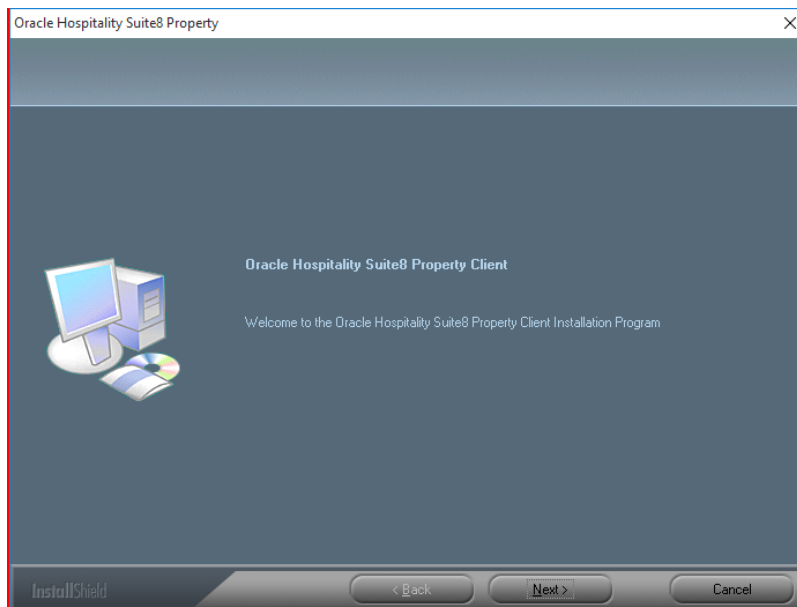 Oracle Hospitality Suite8 Property
Oracle Hospitality Suite8 Property Client
Welcome to the Oracle Hospitality Suite8 Property Client Installation Program
InstallShield
< Back
Next >
Cancel